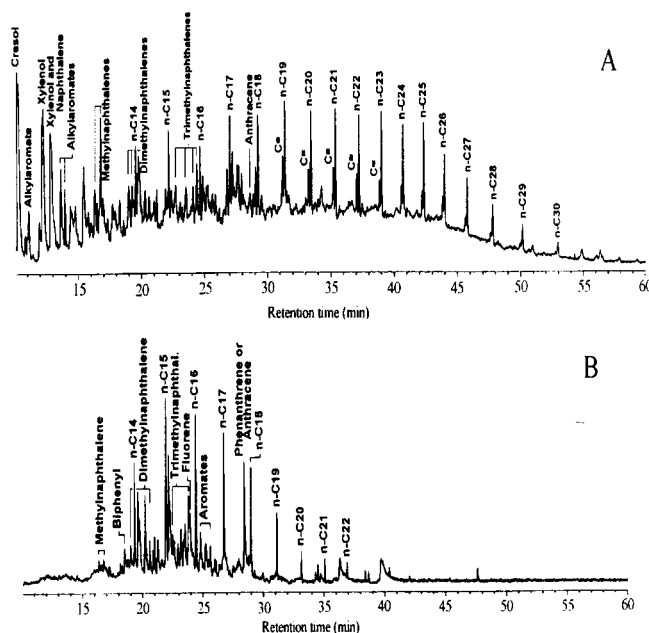 A
Cresol
Alkylaromate
Xylenol
Xylenol and
Naphthalene
Alkylaromates
Methylnaphthalenes
n-C14
Dimethylnaphthalenes
n-C15
Trimethylnaphthalenes
n-C16
n-C17
Anthracene
n-C18
C=
n-C19
C=
n-C20
C=
n-C21
C=
n-C22
C=
n-C23
n-C24
n-C25
n-C26
n-C27
n-C28
n-C29
n-C30
15 20 25 30 35 40 45 50 55 60
Retention time (min)
B
Methylnaphthalene
Biphenyl
n-C14
Dimethylnaphthalene
n-C15
Trimethylnaphthal.
Fluorene
n-C16
Aromates
n-C17
Phenanthrene or
Anthracene
n-C18
n-C19
n-C20
n-C21
n-C22
15 20 25 30 35 40 45 50 55 60
Retention time (min)